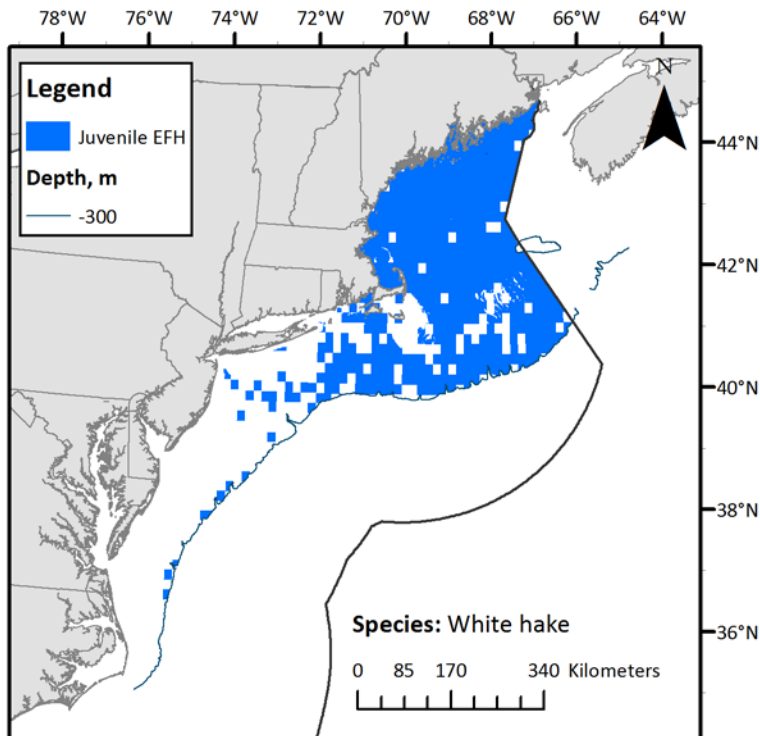 78°W 76°W 74°W 72°W 70°W 68°W 66°W 64°W
N
Legend
Juvenile EFH
Depth, m
-300
44°N
42°N
40°N
38°N
36°N
Species: White hake
0 85 170 340 Kilometers